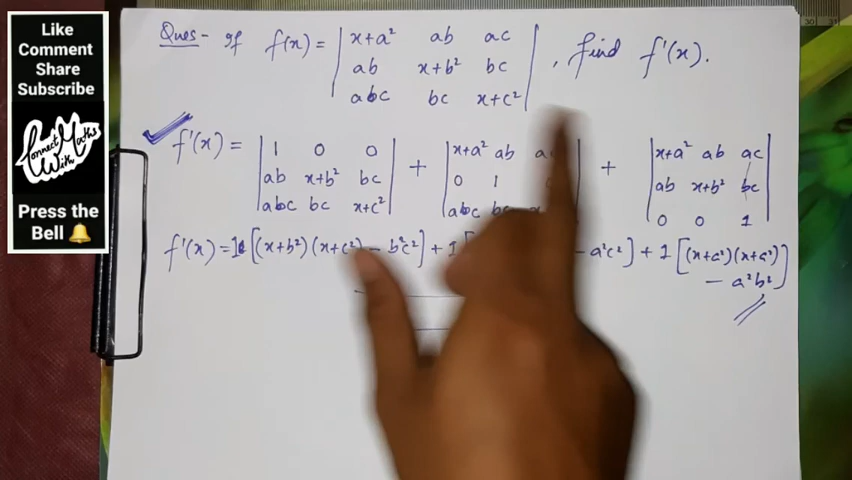 Like
Comment
Share
Subscribe
Connect
With
Maths
Press the
Bell 🔔
Ques - If f(x) = | x+a² ab ac |
| ab x+b² bc | , find f'(x).
| abc bc x+c² |
f'(x) = | 1 0 0 | + | x+a² ab | + | x+a² ab ac |
| ab x+b² bc | | 0 1 | | ab x+b² bc |
| abc bc x+c² | | abc | | 0 0 1 |
f'(x) = 1[(x+b²)(x+c²) - b²c²] + 1[ - a²c²] + 1[(x+a²)(x+a²)
- a²b²]